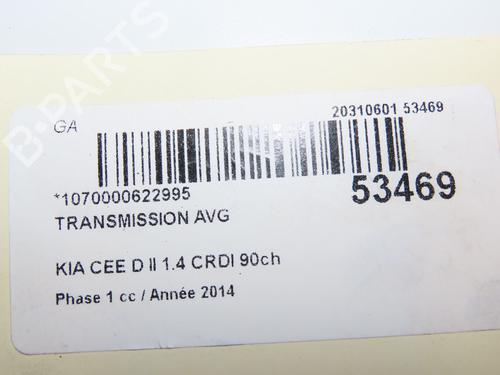 GA
20310601 53469
*1070000622995
53469
TRANSMISSION AVG
KIA CEE D II 1.4 CRDI 90ch
Phase 1 cc / Année 2014
B-PARTS